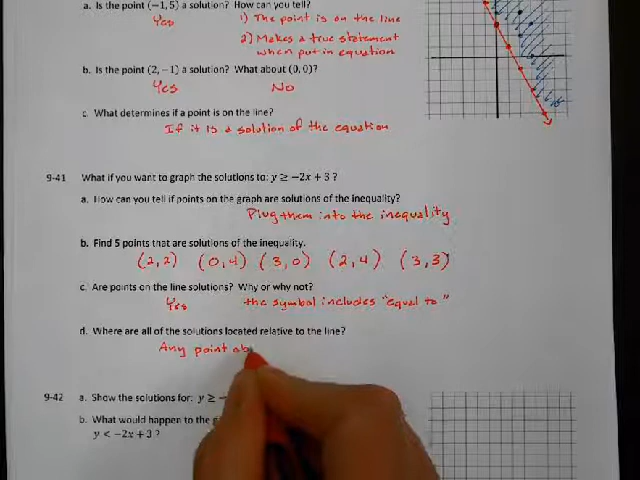 a. Is the point (−1, 5) a solution? How can you tell?
Yes 1) The point is on the line
2) Makes a true statement
when put in equation
b. Is the point (2, −1) a solution? What about (0, 0)?
Yes No
c. What determines if a point is on the line?
If it is a solution of the equation
9-41 What if you want to graph the solutions to: y ≥ −2x + 3 ?
a. How can you tell if points on the graph are solutions of the inequality?
Plug them into the inequality
b. Find 5 points that are solutions of the inequality.
(2,2) (0,4) (3,0) (2,4) (3,3)
c. Are points on the line solutions? Why or why not?
Yes the symbol includes "equal to"
d. Where are all of the solutions located relative to the line?
Any point ab
9-42 a. Show the solutions for: y ≥ −
b. What would happen to the
y < −2x + 3 ?